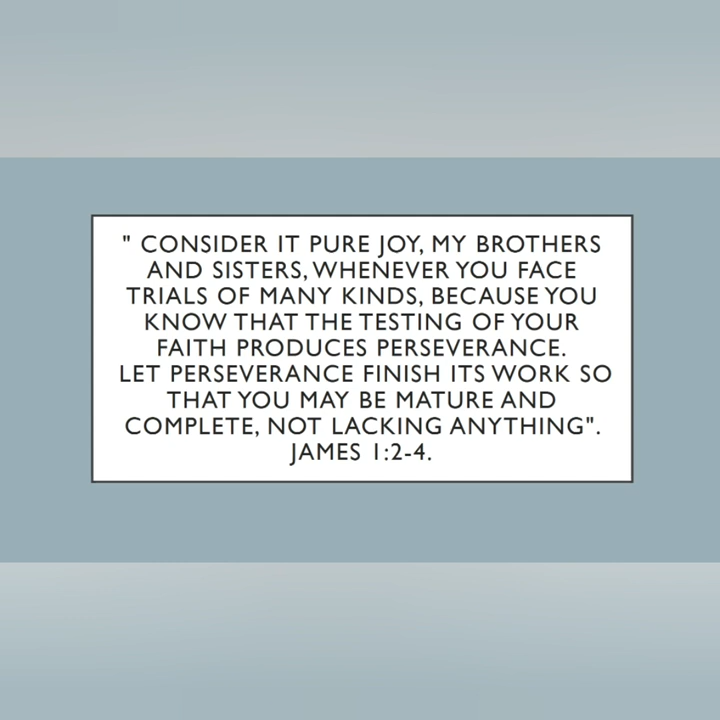 " CONSIDER IT PURE JOY, MY BROTHERS
AND SISTERS, WHENEVER YOU FACE
TRIALS OF MANY KINDS, BECAUSE YOU
KNOW THAT THE TESTING OF YOUR
FAITH PRODUCES PERSEVERANCE.
LET PERSEVERANCE FINISH ITS WORK SO
THAT YOU MAY BE MATURE AND
COMPLETE, NOT LACKING ANYTHING".
JAMES 1:2-4.